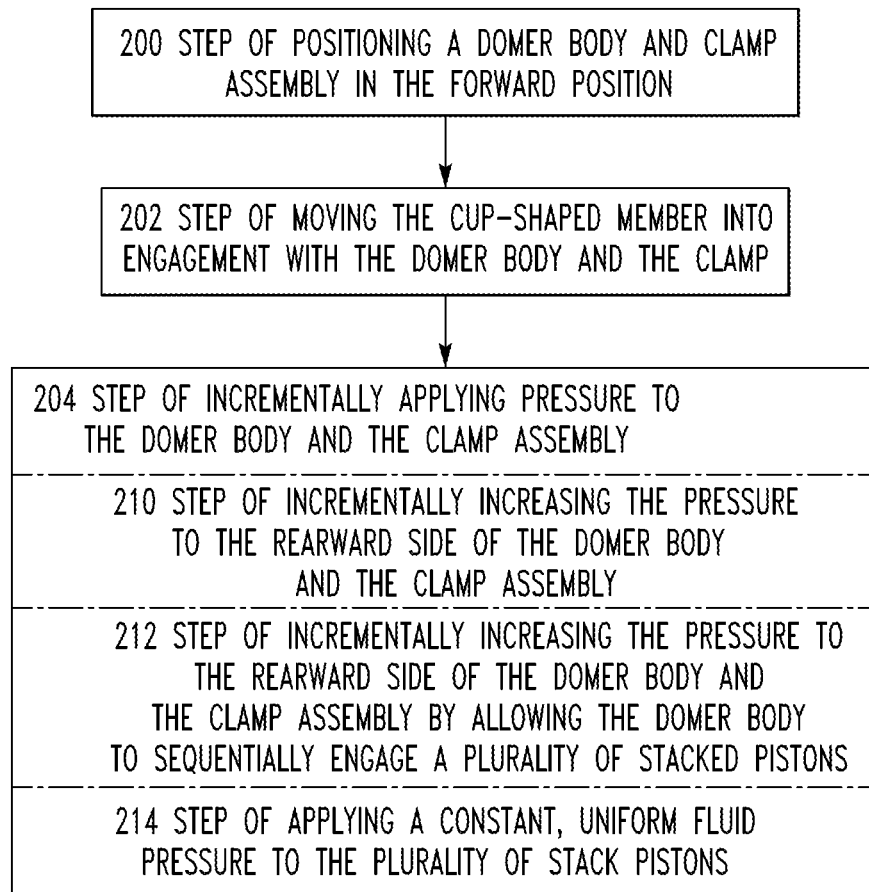 200 STEP OF POSITIONING A DOMER BODY AND CLAMP
ASSEMBLY IN THE FORWARD POSITION
202 STEP OF MOVING THE CUP-SHAPED MEMBER INTO
ENGAGEMENT WITH THE DOMER BODY AND THE CLAMP
204 STEP OF INCREMENTALLY APPLYING PRESSURE TO
THE DOMER BODY AND THE CLAMP ASSEMBLY
210 STEP OF INCREMENTALLY INCREASING THE PRESSURE
TO THE REARWARD SIDE OF THE DOMER BODY
AND THE CLAMP ASSEMBLY
212 STEP OF INCREMENTALLY INCREASING THE PRESSURE TO
THE REARWARD SIDE OF THE DOMER BODY AND
THE CLAMP ASSEMBLY BY ALLOWING THE DOMER BODY
TO SEQUENTIALLY ENGAGE A PLURALITY OF STACKED PISTONS
214 STEP OF APPLYING A CONSTANT, UNIFORM FLUID
PRESSURE TO THE PLURALITY OF STACK PISTONS